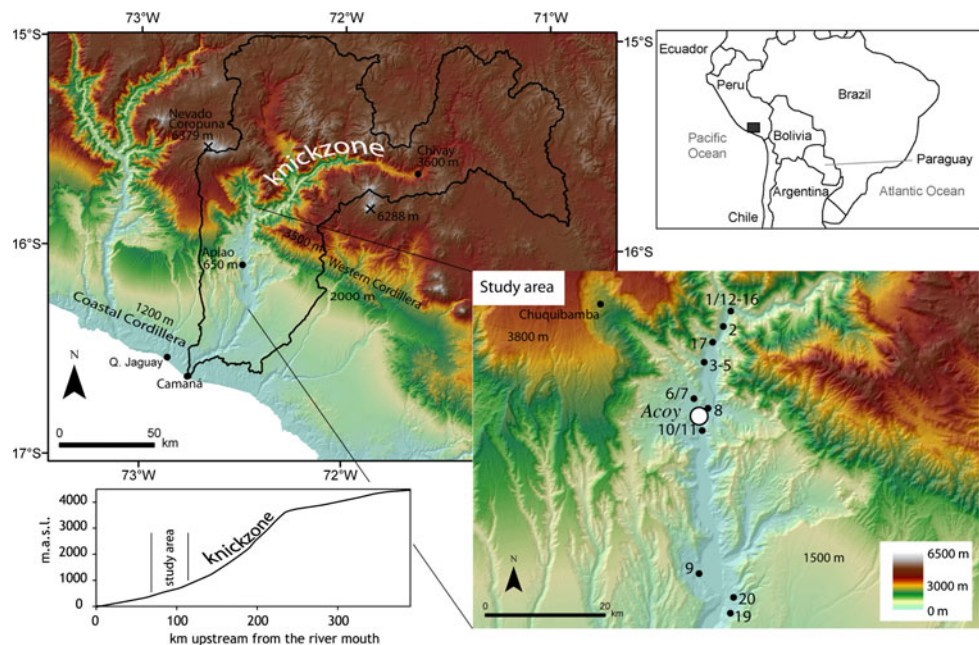 73°W
72°W
71°W
15°S
15°S
Nevado
Coropuna
6379 m
knickzone
Chivay
3600 m
6288 m
16°S
16°S
Aplao
650 m
3500 m
Western Cordillera
2000 m
1200 m
Coastal Cordillera
Q. Jaguay
Camaná
N
0
50
km
17°S
73°W
72°W
Ecuador
Peru
Brazil
Pacific
Ocean
Bolivia
Paraguay
Argentina
Atlantic Ocean
Chile
Study area
Chuquibamba
3800 m
1/12-16
2
17
3-5
6/7
Acoy
8
10/11
9
1500 m
20
19
N
0
20
km
6500 m
3000 m
0 m
4000
3000
2000
1000
0
m.a.s.l.
study area
knickzone
0
100
200
300
km upstream from the river mouth